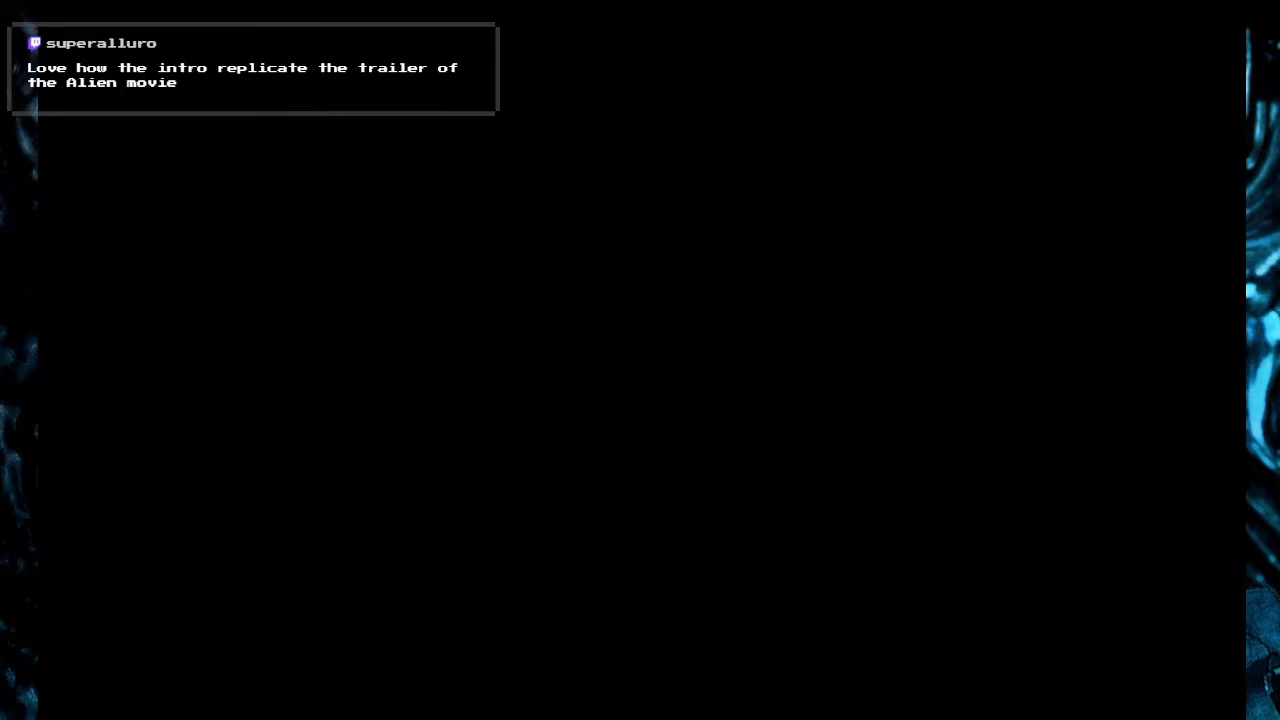 superalluro
Love how the intro replicate the trailer of
the Alien movie